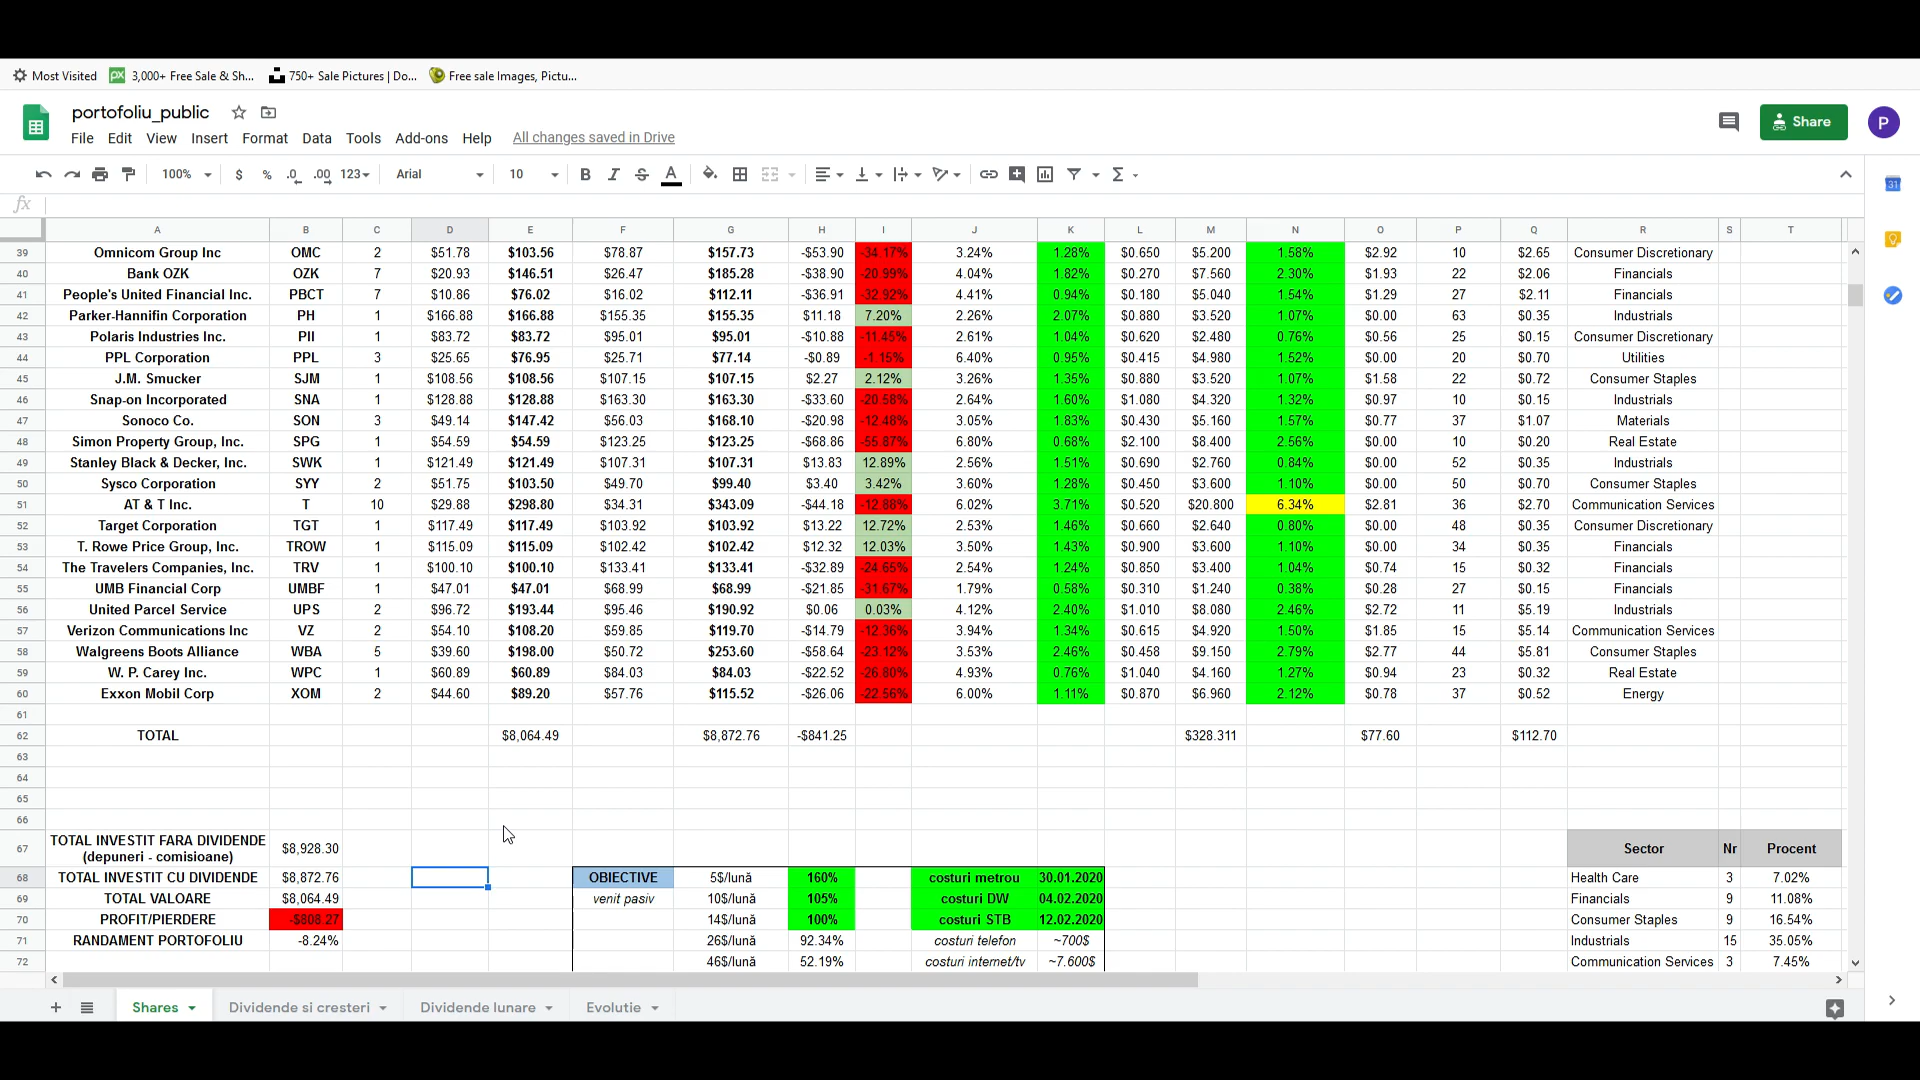 Most Visited 3,000+ Free Sale & Sh... 750+ Sale Pictures | Do... Free sale Images, Pictu...
portofoliu_public
File Edit View Insert Format Data Tools Add-ons Help All changes saved in Drive
Share P
100% $ % .0 .00 123 Arial 10 B I S A
fx
A B C D E F G H I J K L M N O P Q R S T
39 Omnicom Group Inc OMC 2 $51.78 $103.56 $78.87 $157.73 -$53.90 -34.17% 3.24% 1.28% $0.650 $5.200 1.58% $2.92 10 $2.65 Consumer Discretionary
40 Bank OZK OZK 7 $20.93 $146.51 $26.47 $185.28 -$38.90 -20.99% 4.04% 1.82% $0.270 $7.560 2.30% $1.93 22 $2.06 Financials
41 People's United Financial Inc. PBCT 7 $10.86 $76.02 $16.02 $112.11 -$36.91 -32.92% 4.41% 0.94% $0.180 $5.040 1.54% $1.29 27 $2.11 Financials
42 Parker-Hannifin Corporation PH 1 $166.88 $166.88 $155.35 $155.35 $11.18 7.20% 2.26% 2.07% $0.880 $3.520 1.07% $0.00 63 $0.35 Industrials
43 Polaris Industries Inc. PII 1 $83.72 $83.72 $95.01 $95.01 -$10.88 -11.45% 2.61% 1.04% $0.620 $2.480 0.76% $0.56 25 $0.15 Consumer Discretionary
44 PPL Corporation PPL 3 $25.65 $76.95 $25.71 $77.14 -$0.89 -1.15% 6.40% 0.95% $0.415 $4.980 1.52% $0.00 20 $0.70 Utilities
45 J.M. Smucker SJM 1 $108.56 $108.56 $107.15 $107.15 $2.27 2.12% 3.26% 1.35% $0.880 $3.520 1.07% $1.58 22 $0.72 Consumer Staples
46 Snap-on Incorporated SNA 1 $128.88 $128.88 $163.30 $163.30 -$33.60 -20.58% 2.64% 1.60% $1.080 $4.320 1.32% $0.97 10 $0.15 Industrials
47 Sonoco Co. SON 3 $49.14 $147.42 $56.03 $168.10 -$20.98 -12.48% 3.05% 1.83% $0.430 $5.160 1.57% $0.77 37 $1.07 Materials
48 Simon Property Group, Inc. SPG 1 $54.59 $54.59 $123.25 $123.25 -$68.86 -55.87% 6.80% 0.68% $2.100 $8.400 2.56% $0.00 10 $0.20 Real Estate
49 Stanley Black & Decker, Inc. SWK 1 $121.49 $121.49 $107.31 $107.31 $13.83 12.89% 2.56% 1.51% $0.690 $2.760 0.84% $0.00 52 $0.35 Industrials
50 Sysco Corporation SYY 2 $51.75 $103.50 $49.70 $99.40 $3.40 3.42% 3.60% 1.28% $0.450 $3.600 1.10% $0.00 50 $0.70 Consumer Staples
51 AT & T Inc. T 10 $29.88 $298.80 $34.31 $343.09 -$44.18 -12.88% 6.02% 3.71% $0.520 $20.800 6.34% $2.81 36 $2.70 Communication Services
52 Target Corporation TGT 1 $117.49 $117.49 $103.92 $103.92 $13.22 12.72% 2.53% 1.46% $0.660 $2.640 0.80% $0.00 48 $0.35 Consumer Discretionary
53 T. Rowe Price Group, Inc. TROW 1 $115.09 $115.09 $102.42 $102.42 $12.32 12.03% 3.50% 1.43% $0.900 $3.600 1.10% $0.00 34 $0.35 Financials
54 The Travelers Companies, Inc. TRV 1 $100.10 $100.10 $133.41 $133.41 -$32.89 -24.65% 2.54% 1.24% $0.850 $3.400 1.04% $0.74 15 $0.32 Financials
55 UMB Financial Corp UMBF 1 $47.01 $47.01 $68.99 $68.99 -$21.85 -31.67% 1.79% 0.58% $0.310 $1.240 0.38% $0.28 27 $0.15 Financials
56 United Parcel Service UPS 2 $96.72 $193.44 $95.46 $190.92 $0.06 0.03% 4.12% 2.40% $1.010 $8.080 2.46% $2.72 11 $5.19 Industrials
57 Verizon Communications Inc VZ 2 $54.10 $108.20 $59.85 $119.70 -$14.79 -12.36% 3.94% 1.34% $0.615 $4.920 1.50% $1.85 15 $5.14 Communication Services
58 Walgreens Boots Alliance WBA 5 $39.60 $198.00 $50.72 $253.60 -$58.64 -23.12% 3.53% 2.46% $0.458 $9.150 2.79% $2.77 44 $5.81 Consumer Staples
59 W. P. Carey Inc. WPC 1 $60.89 $60.89 $84.03 $84.03 -$22.52 -26.80% 4.93% 0.76% $1.040 $4.160 1.27% $0.94 23 $0.32 Real Estate
60 Exxon Mobil Corp XOM 2 $44.60 $89.20 $57.76 $115.52 -$26.06 -22.56% 6.00% 1.11% $0.870 $6.960 2.12% $0.78 37 $0.52 Energy
61
62 TOTAL $8,064.49 $8,872.76 -$841.25 $328.311 $77.60 $112.70
63
64
65
66
67 TOTAL INVESTIT FARA DIVIDENDE (depuneri - comisioane) $8,928.30 Sector Nr Procent
68 TOTAL INVESTIT CU DIVIDENDE $8,872.76 OBIECTIVE 5$/lună 160% costuri metrou 30.01.2020 Health Care 3 7.02%
69 TOTAL VALOARE $8,064.49 venit pasiv 10$/lună 105% costuri DW 04.02.2020 Financials 9 11.08%
70 PROFIT/PIERDERE -$808.27 14$/lună 100% costuri STB 12.02.2020 Consumer Staples 9 16.54%
71 RANDAMENT PORTOFOLIU -8.24% 26$/lună 92.34% costuri telefon ~700$ Industrials 15 35.05%
72 46$/lună 52.19% costuri internet/tv ~7.600$ Communication Services 3 7.45%
Shares Dividende si cresteri Dividende lunare Evolutie